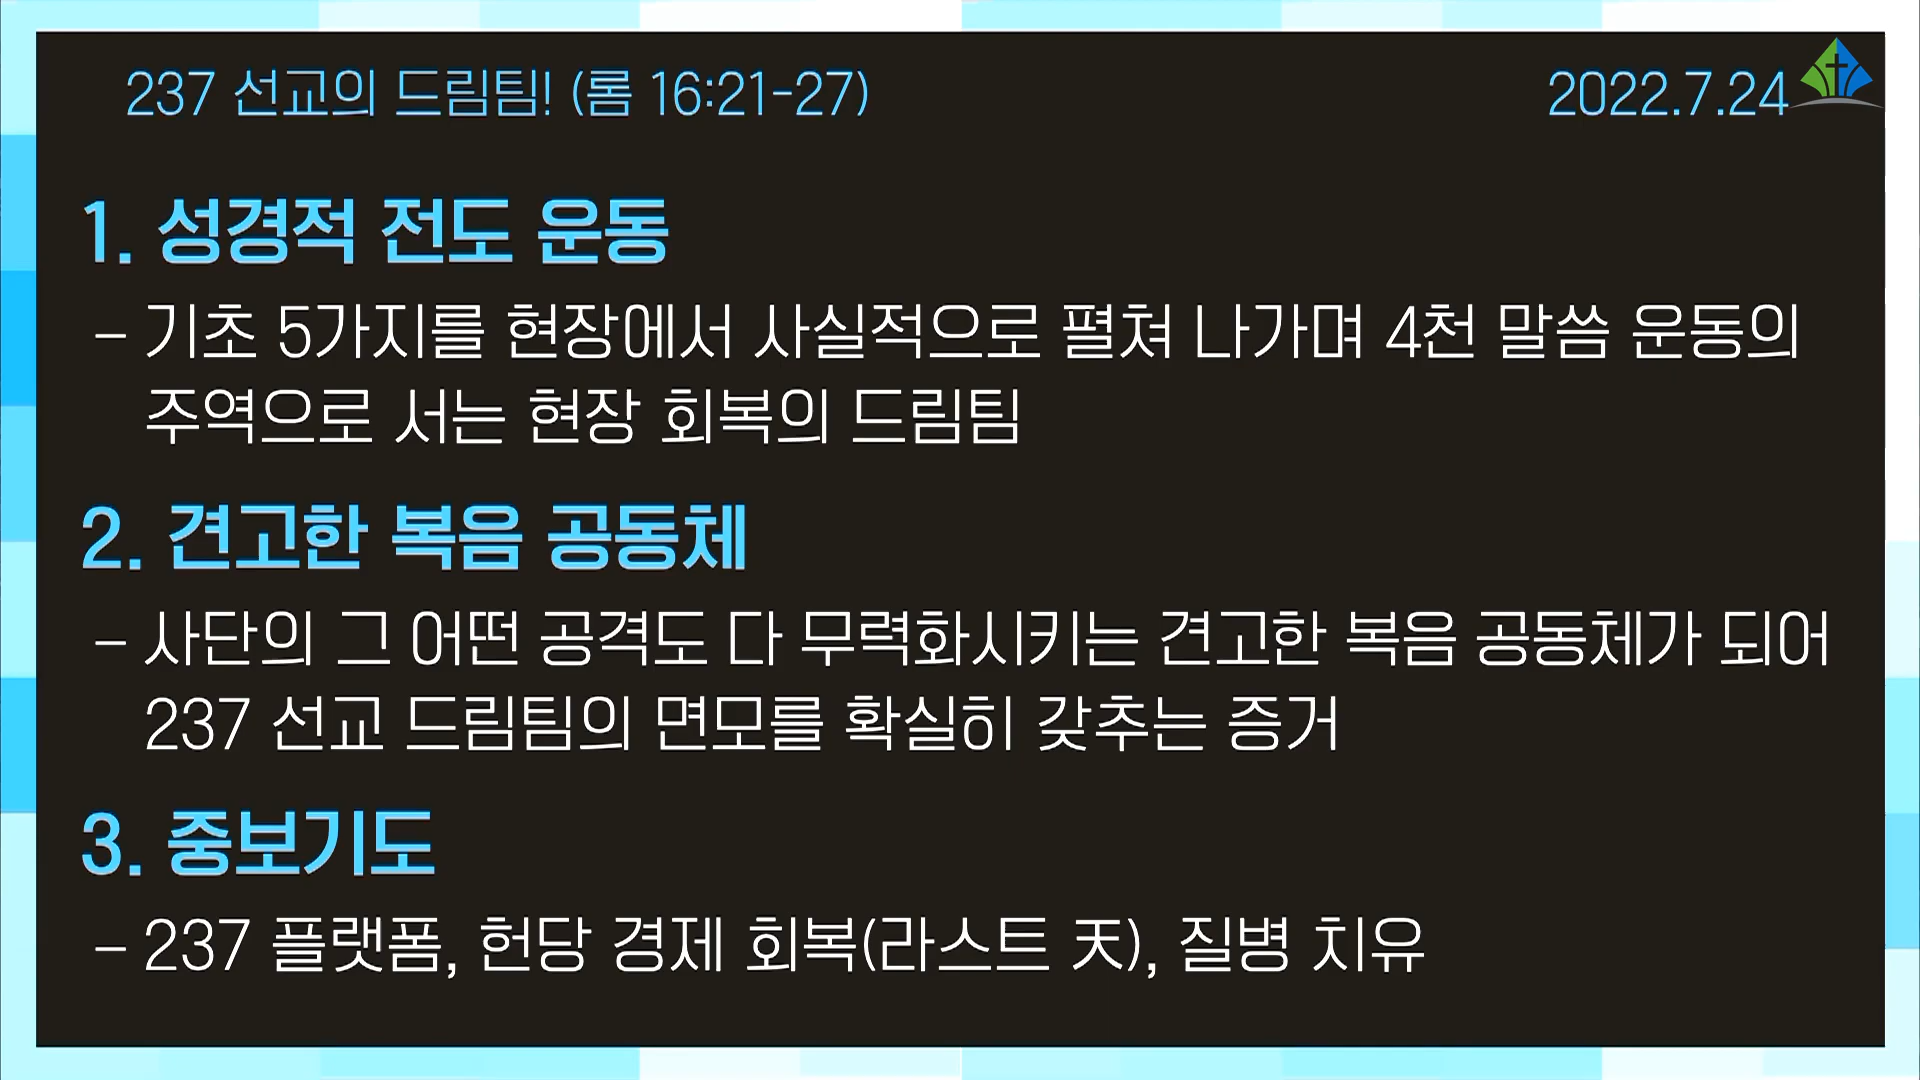 237 선교의 드림팀! (롬 16:21-27)
2022.7.24
1. 성경적 전도 운동
– 기초 5가지를 현장에서 사실적으로 펼쳐 나가며 4천 말씀 운동의
주역으로 서는 현장 회복의 드림팀
2. 견고한 복음 공동체
– 사단의 그 어떤 공격도 다 무력화시키는 견고한 복음 공동체가 되어
237 선교 드림팀의 면모를 확실히 갖추는 증거
3. 중보기도
– 237 플랫폼, 헌당 경제 회복(라스트 天), 질병 치유